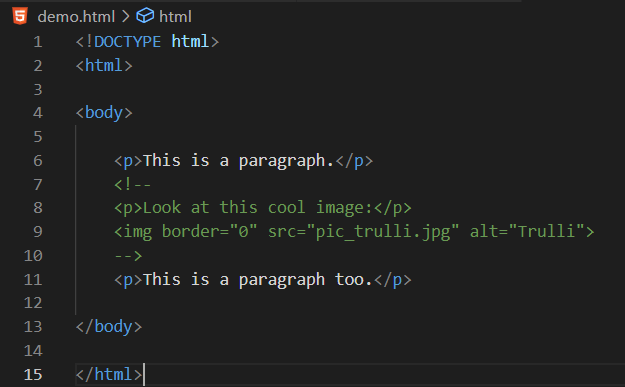 demo.html > html
1 <!DOCTYPE html>
2 <html>
3
4 <body>
5
6     <p>This is a paragraph.</p>
7     <!--
8     <p>Look at this cool image:</p>
9     <img border="0" src="pic_trulli.jpg" alt="Trulli">
10     -->
11     <p>This is a paragraph too.</p>
12
13 </body>
14
15 </html>